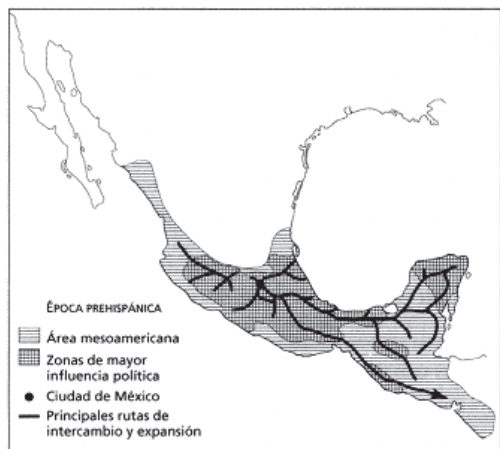 ÉPOCA PREHISPÁNICA
Área mesoamericana
Zonas de mayor
influencia política
Ciudad de México
Principales rutas de
intercambio y expansión